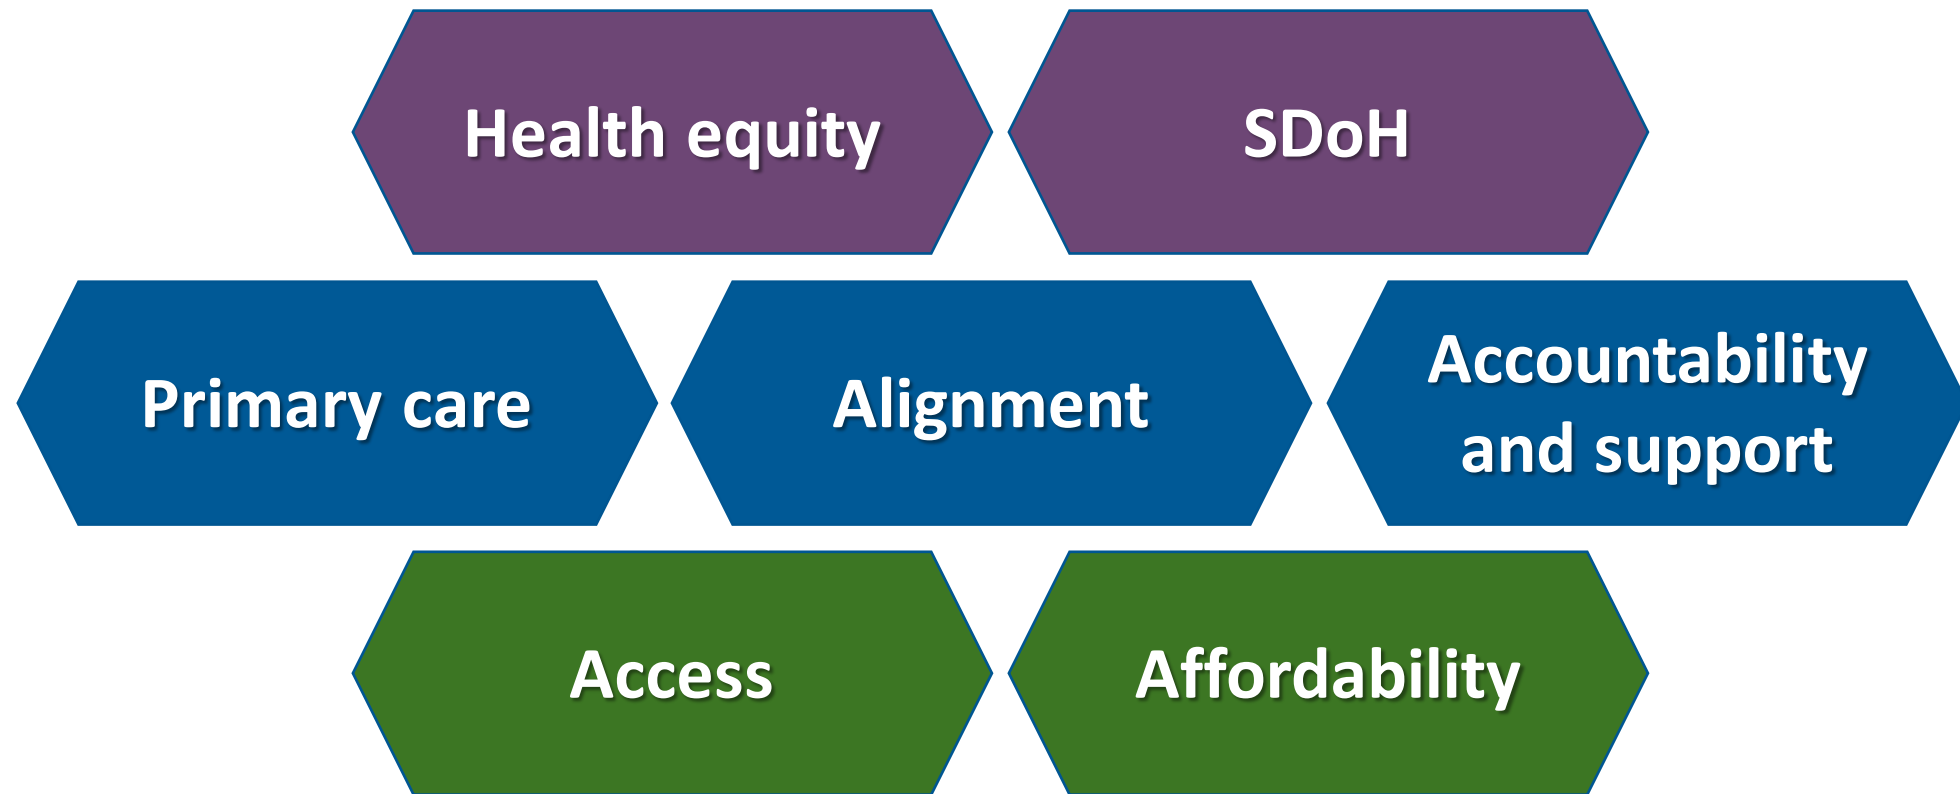 Health equity
SDoH
Primary care
Alignment
Accountability
and support
Access
Affordability